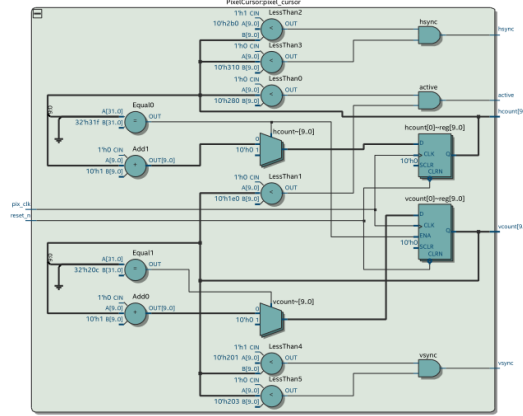 PixelCursor:pixel_cursor
LessThan2
1'h1 CIN
10'h2b0 A[9..0]
B[9..0]
OUT
hsync
hsync
LessThan3
1'h0 CIN
10'h310 B[9..0]
A[9..0]
OUT
LessThan0
1'h0 CIN
A[9..0]
10'h280 B[9..0]
OUT
active
active
hcount[9..
Equal0
A[31..0]
32'h31f B[31..0]
OUT
hcount~[9..0]
0
10'h0 1
hcount[0]~reg[9..0]
D
CLK
10'h0
SCLR
CLRN
Q
Add1
1'h0 CIN
A[9..0]
10'h1 B[9..0]
OUT[9..0]
LessThan1
1'h0 CIN
A[9..0]
10'h1e0 B[9..0]
OUT
pix_clk
reset_n
vcount[0]~reg[9..0]
D
CLK
ENA
10'h0
SCLR
CLRN
Q
vcount[9..
Equal1
A[31..0]
32'h20c B[31..0]
OUT
vcount~[9..0]
0
10'h0 1
Add0
1'h0 CIN
A[9..0]
10'h1 B[9..0]
OUT[9..0]
LessThan4
1'h1 CIN
10'h201 A[9..0]
B[9..0]
OUT
vsync
vsync
LessThan5
1'h0 CIN
A[9..0]
10'h203 B[9..0]
OUT